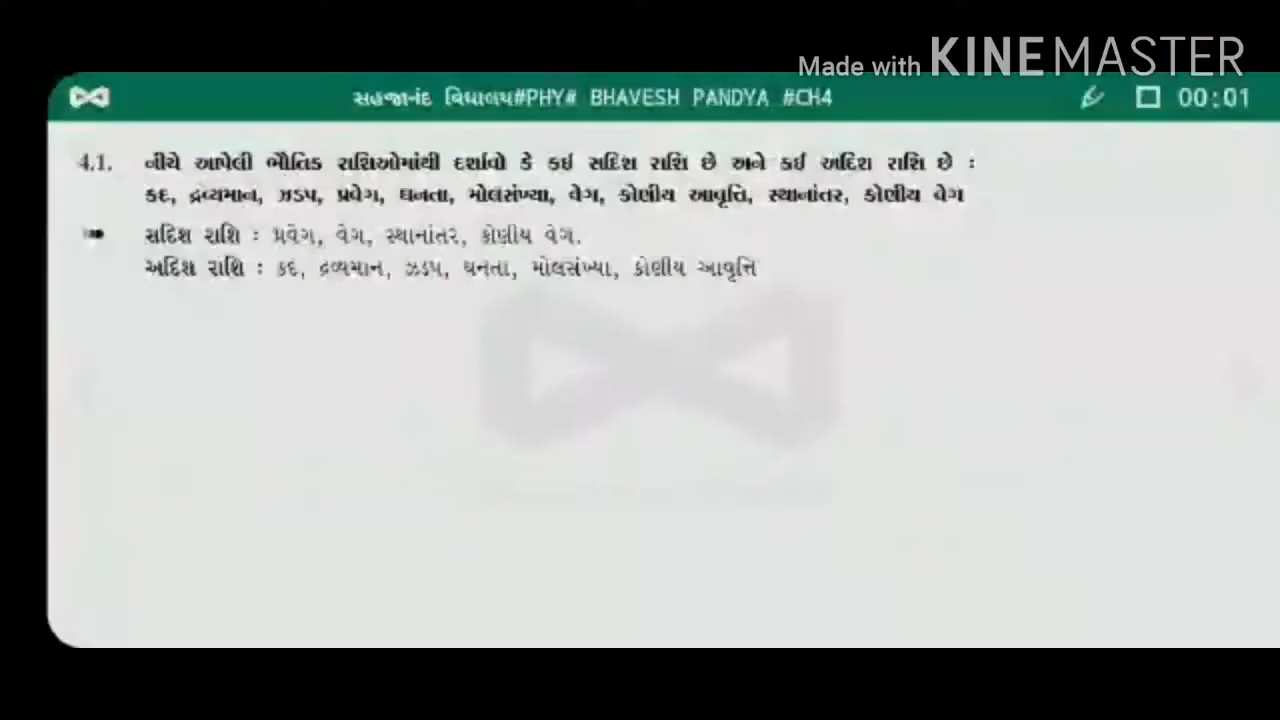 Made with KINEMASTER
સહજાનંદ વિધાલય#PHY# BHAVESH PANDYA #CH4
00:01
4.1. નીચે આપેલી ભૌતિક રાશિઓમાંથી દર્શાવો કે કઈ સદિશ રાશિ છે અને કઈ અદિશ રાશિ છે :
કદ, દ્રવ્યમાન, ઝડપ, પ્રવેગ, ઘનતા, મોલસંખ્યા, વેગ, કોણીય આવૃત્તિ, સ્થાનાંતર, કોણીય વેગ
સદિશ રાશિ : પ્રવેગ, વેગ, સ્થાનાંતર, કોણીય વેગ.
અદિશ રાશિ : કદ, દ્રવ્યમાન, ઝડપ, ઘનતા, મોલસંખ્યા, કોણીય આવૃત્તિ